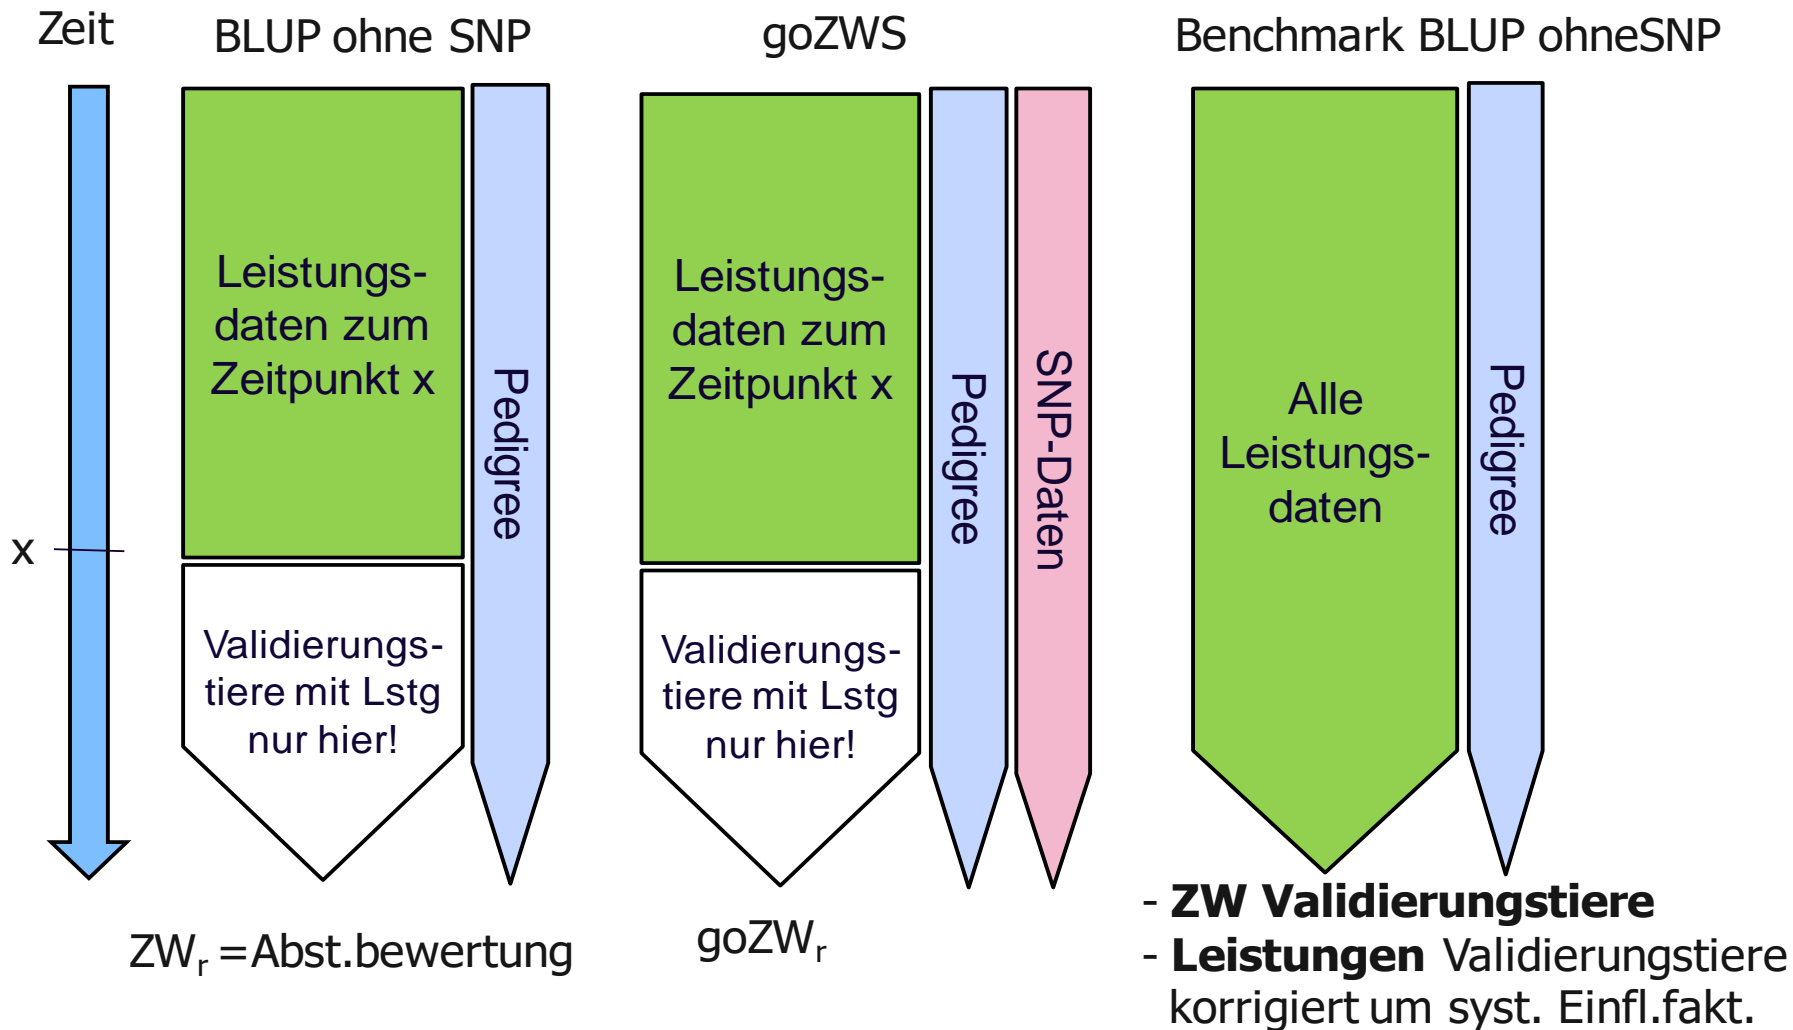 Zeit
BLUP ohne SNP
goZWS
Benchmark BLUP ohneSNP
Leistungs-
daten zum
Zeitpunkt x
Pedigree
Leistungs-
daten zum
Zeitpunkt x
Pedigree
SNP-Daten
Alle
Leistungs-
daten
Pedigree
x
Validierungs-
tiere mit Lstg
nur hier!
Validierungs-
tiere mit Lstg
nur hier!
ZWr =Abst.bewertung
goZWr
- ZW Validierungstiere
- Leistungen Validierungstiere
korrigiert um syst. Einfl.fakt.